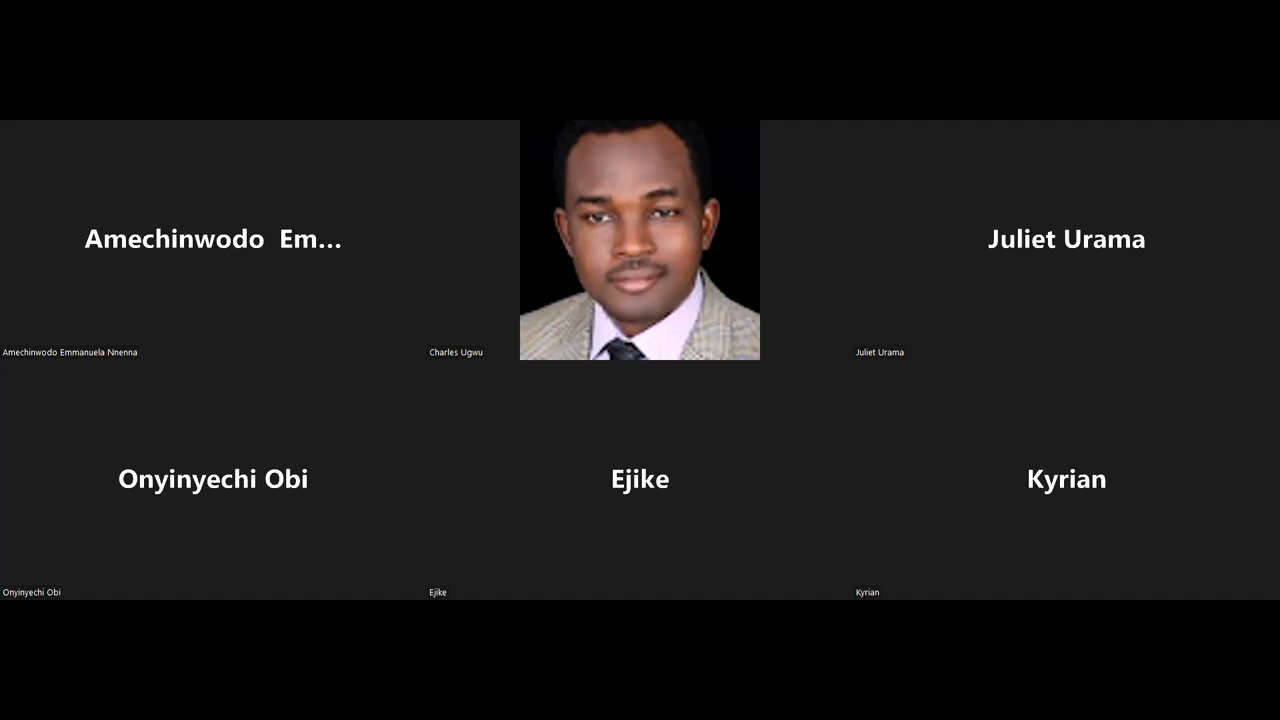 Amechinwodo  Em...
Juliet Urama
Amechinwodo Emmanuela Nnenna
Charles Ugwu
Juliet Urama
Onyinyechi Obi
Ejike
Kyrian
Onyinyechi Obi
Ejike
Kyrian